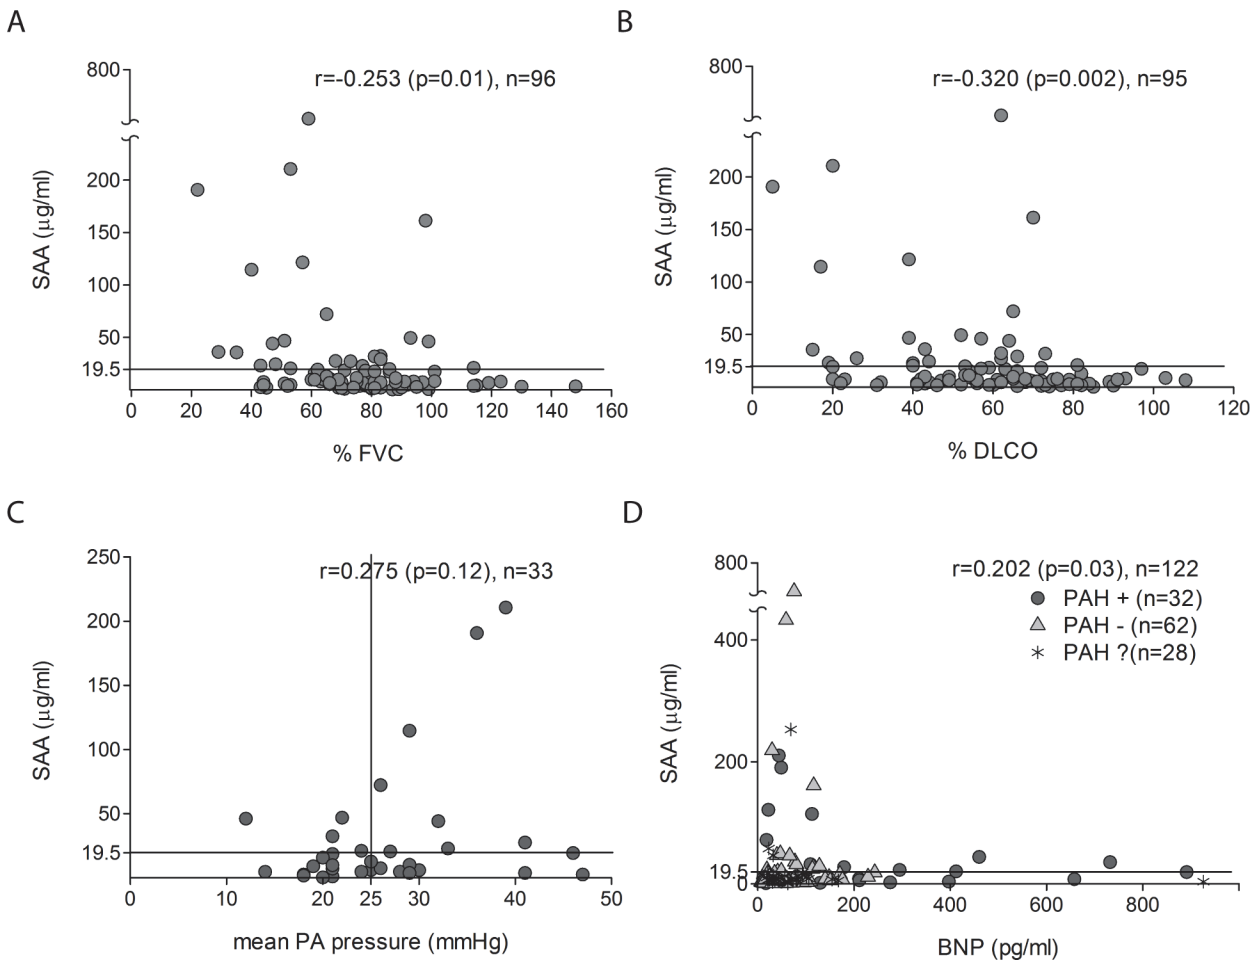 A
r=-0.253 (p=0.01), n=96
800
200
150
100
50
19.5
SAA (µg/ml)
0 20 40 60 80 100 120 140 160
% FVC
B
r=-0.320 (p=0.002), n=95
800
200
150
100
50
19.5
SAA (µg/ml)
0 20 40 60 80 100 120
% DLCO
C
r=0.275 (p=0.12), n=33
250
200
150
100
50
19.5
SAA (µg/ml)
0 10 20 30 40 50
mean PA pressure (mmHg)
D
r=0.202 (p=0.03), n=122
PAH + (n=32)
PAH - (n=62)
PAH ?(n=28)
800
400
200
19.5
0
SAA (µg/ml)
0 200 400 600 800
BNP (pg/ml)